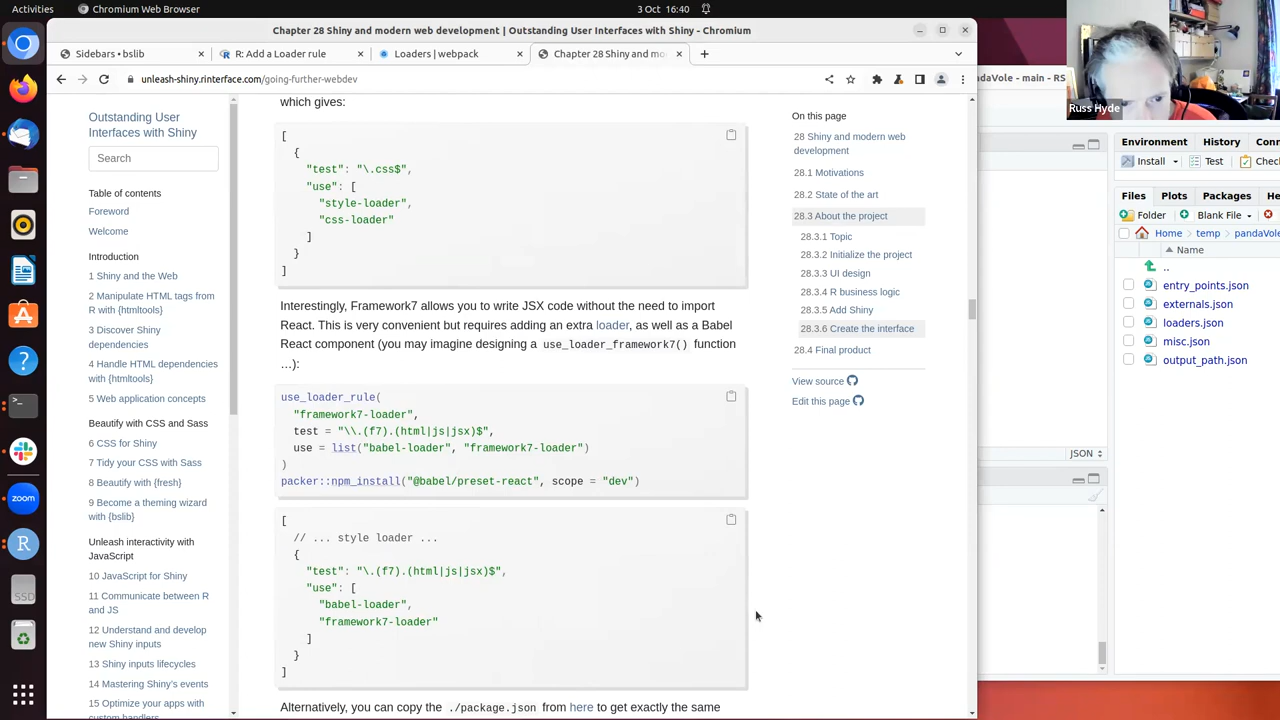 Activities
Chromium Web Browser
3 Oct 16:40
Chapter 28 Shiny and modern web development | Outstanding User Interfaces with Shiny - Chromium
Sidebars • bslib
R: Add a Loader rule
Loaders | webpack
Chapter 28 Shiny and mo
unleash-shiny.rinterface.com/going-further-webdev
Outstanding User
Interfaces with Shiny
Search
Table of contents
Foreword
Welcome
Introduction
1 Shiny and the Web
2 Manipulate HTML tags from
R with {htmltools}
3 Discover Shiny
dependencies
4 Handle HTML dependencies
with {htmltools}
5 Web application concepts
Beautify with CSS and Sass
6 CSS for Shiny
7 Tidy your CSS with Sass
8 Beautify with {fresh}
9 Become a theming wizard
with {bslib}
Unleash interactivity with
JavaScript
10 JavaScript for Shiny
11 Communicate between R
and JS
12 Understand and develop
new Shiny inputs
13 Shiny inputs lifecycles
14 Mastering Shiny's events
15 Optimize your apps with
custom handlers
which gives:
[
{
"test": "\.css$",
"use": [
"style-loader",
"css-loader"
]
}
]
Interestingly, Framework7 allows you to write JSX code without the need to import
React. This is very convenient but requires adding an extra loader, as well as a Babel
React component (you may imagine designing a use_loader_framework7() function
…):
use_loader_rule(
"framework7-loader",
test = "\\.(f7).(html|js|jsx)$",
use = list("babel-loader", "framework7-loader")
)
packer::npm_install("@babel/preset-react", scope = "dev")
[
// ... style loader ...
{
"test": "\.(f7).(html|js|jsx)$",
"use": [
"babel-loader",
"framework7-loader"
]
}
]
Alternatively, you can copy the ./package.json from here to get exactly the same
On this page
28 Shiny and modern web
development
28.1 Motivations
28.2 State of the art
28.3 About the project
28.3.1 Topic
28.3.2 Initialize the project
28.3.3 UI design
28.3.4 R business logic
28.3.5 Add Shiny
28.3.6 Create the interface
28.4 Final product
View source
Edit this page
SSD
zoom
R
ndaVole - main - RS
Russ Hyde
JSON
Environment
History
Conn
Install
Test
Chec
Files
Plots
Packages
He
Folder
Blank File
Home
temp
pandaVole
Name
..
entry_points.json
externals.json
loaders.json
misc.json
output_path.json